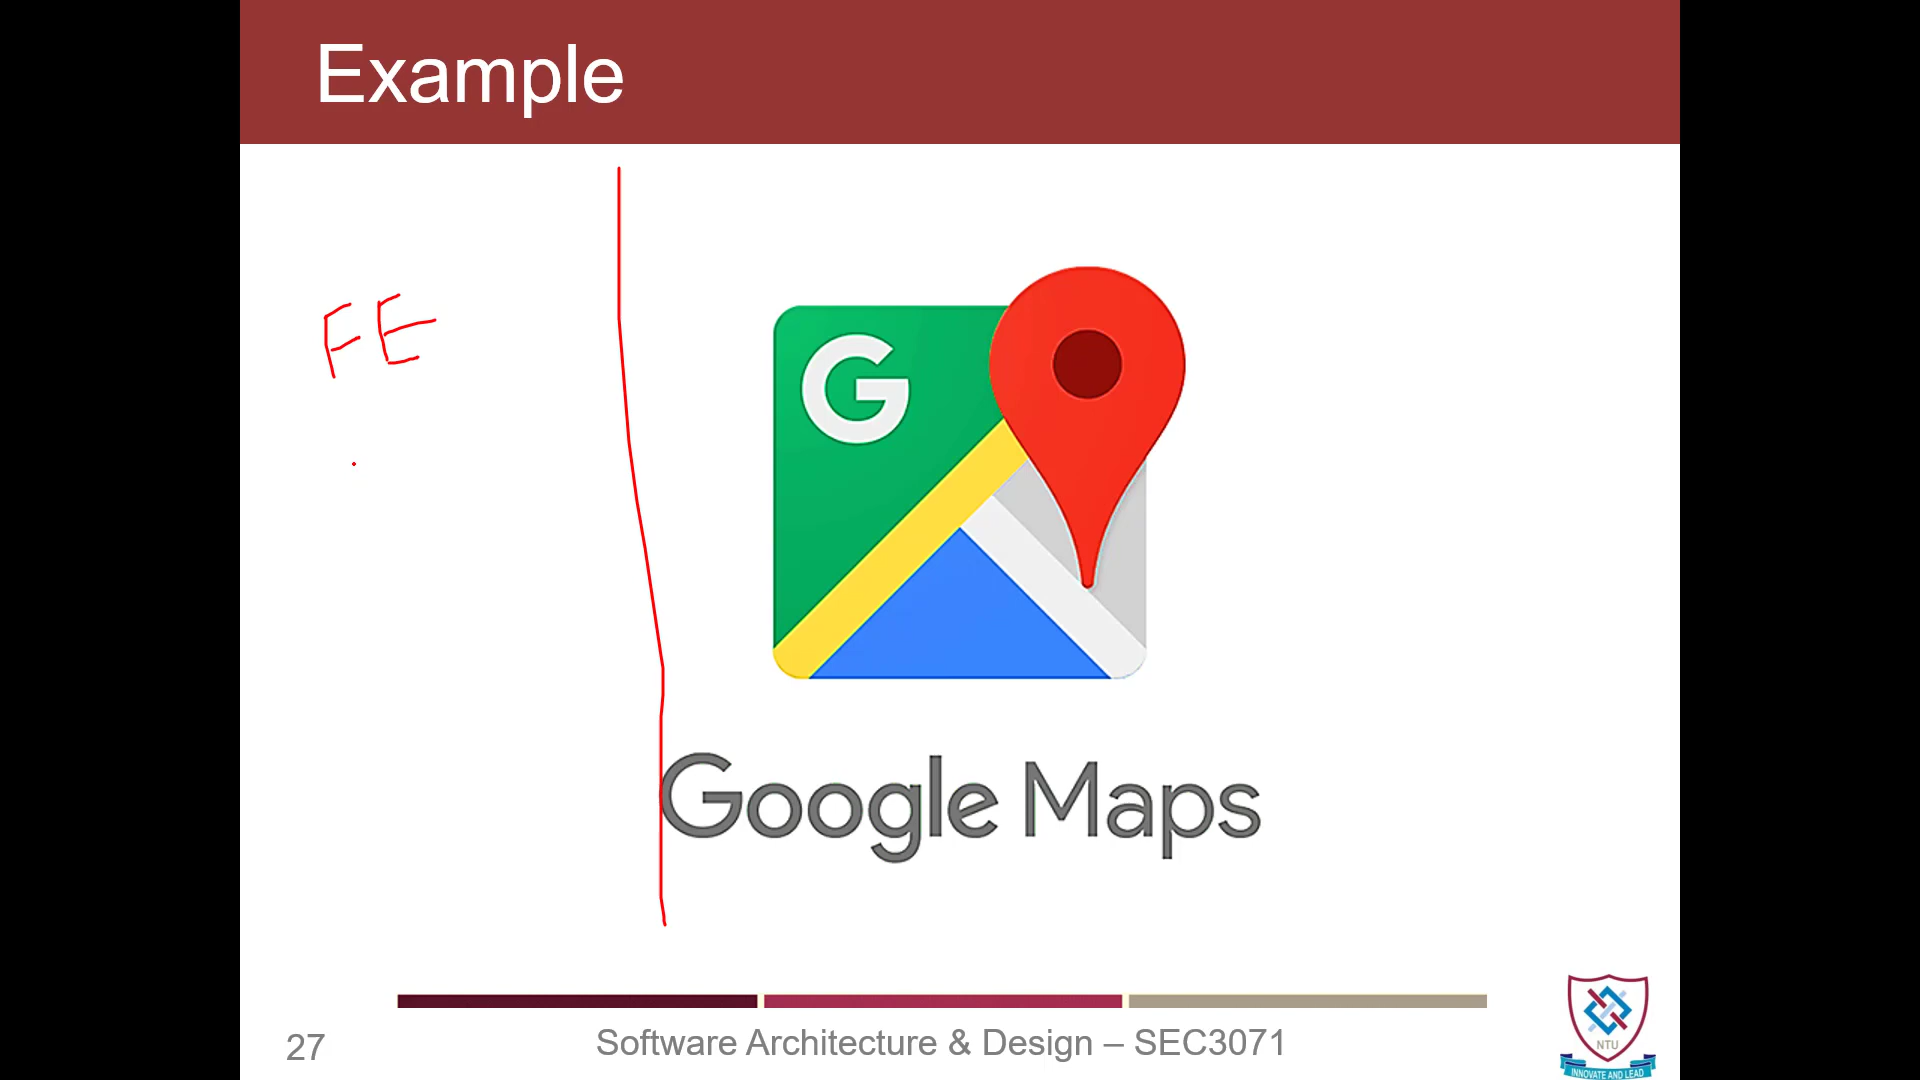 Example
FE
G
Google Maps
27
Software Architecture & Design – SEC3071
NTU
INNOVATE AND LEAD